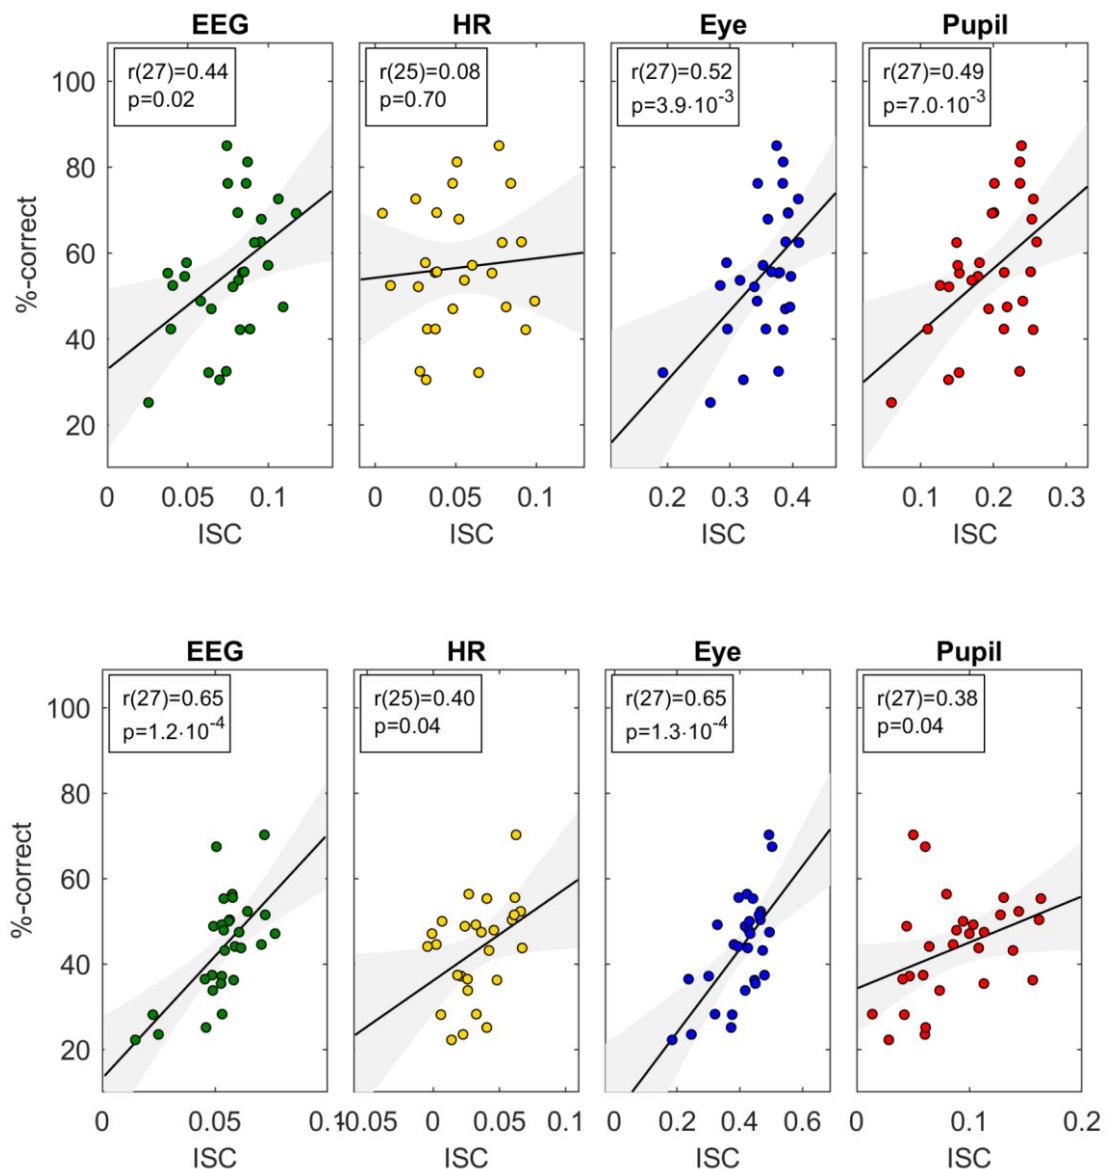 EEG HR Eye Pupil
r(27)=0.44 r(25)=0.08 r(27)=0.52 r(27)=0.49
p=0.02 p=0.70 p=3.9·10⁻³ p=7.0·10⁻³
100
80
60
40
20
%-correct
0 0.05 0.1 0 0.05 0.1 0.2 0.3 0.4 0.1 0.2 0.3
ISC ISC ISC ISC
EEG HR Eye Pupil
r(27)=0.65 r(25)=0.40 r(27)=0.65 r(27)=0.38
p=1.2·10⁻⁴ p=0.04 p=1.3·10⁻⁴ p=0.04
100
80
60
40
20
%-correct
0 0.05 0.1 -0.05 0 0.05 0.1 0 0.2 0.4 0.6 0 0.1 0.2
ISC ISC ISC ISC